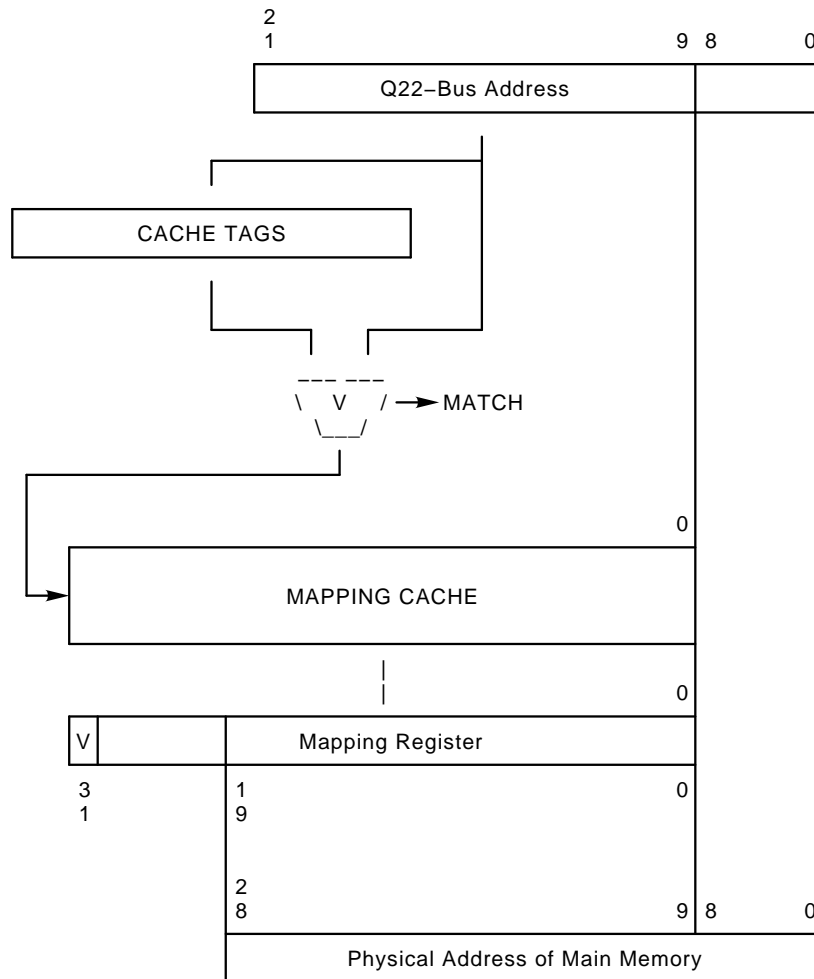 2
1 9 8 0
Q22–Bus Address
CACHE TAGS
V
MATCH
0
MAPPING CACHE
0
V Mapping Register
3 1 0
1 9
2
8 9 8 0
Physical Address of Main Memory